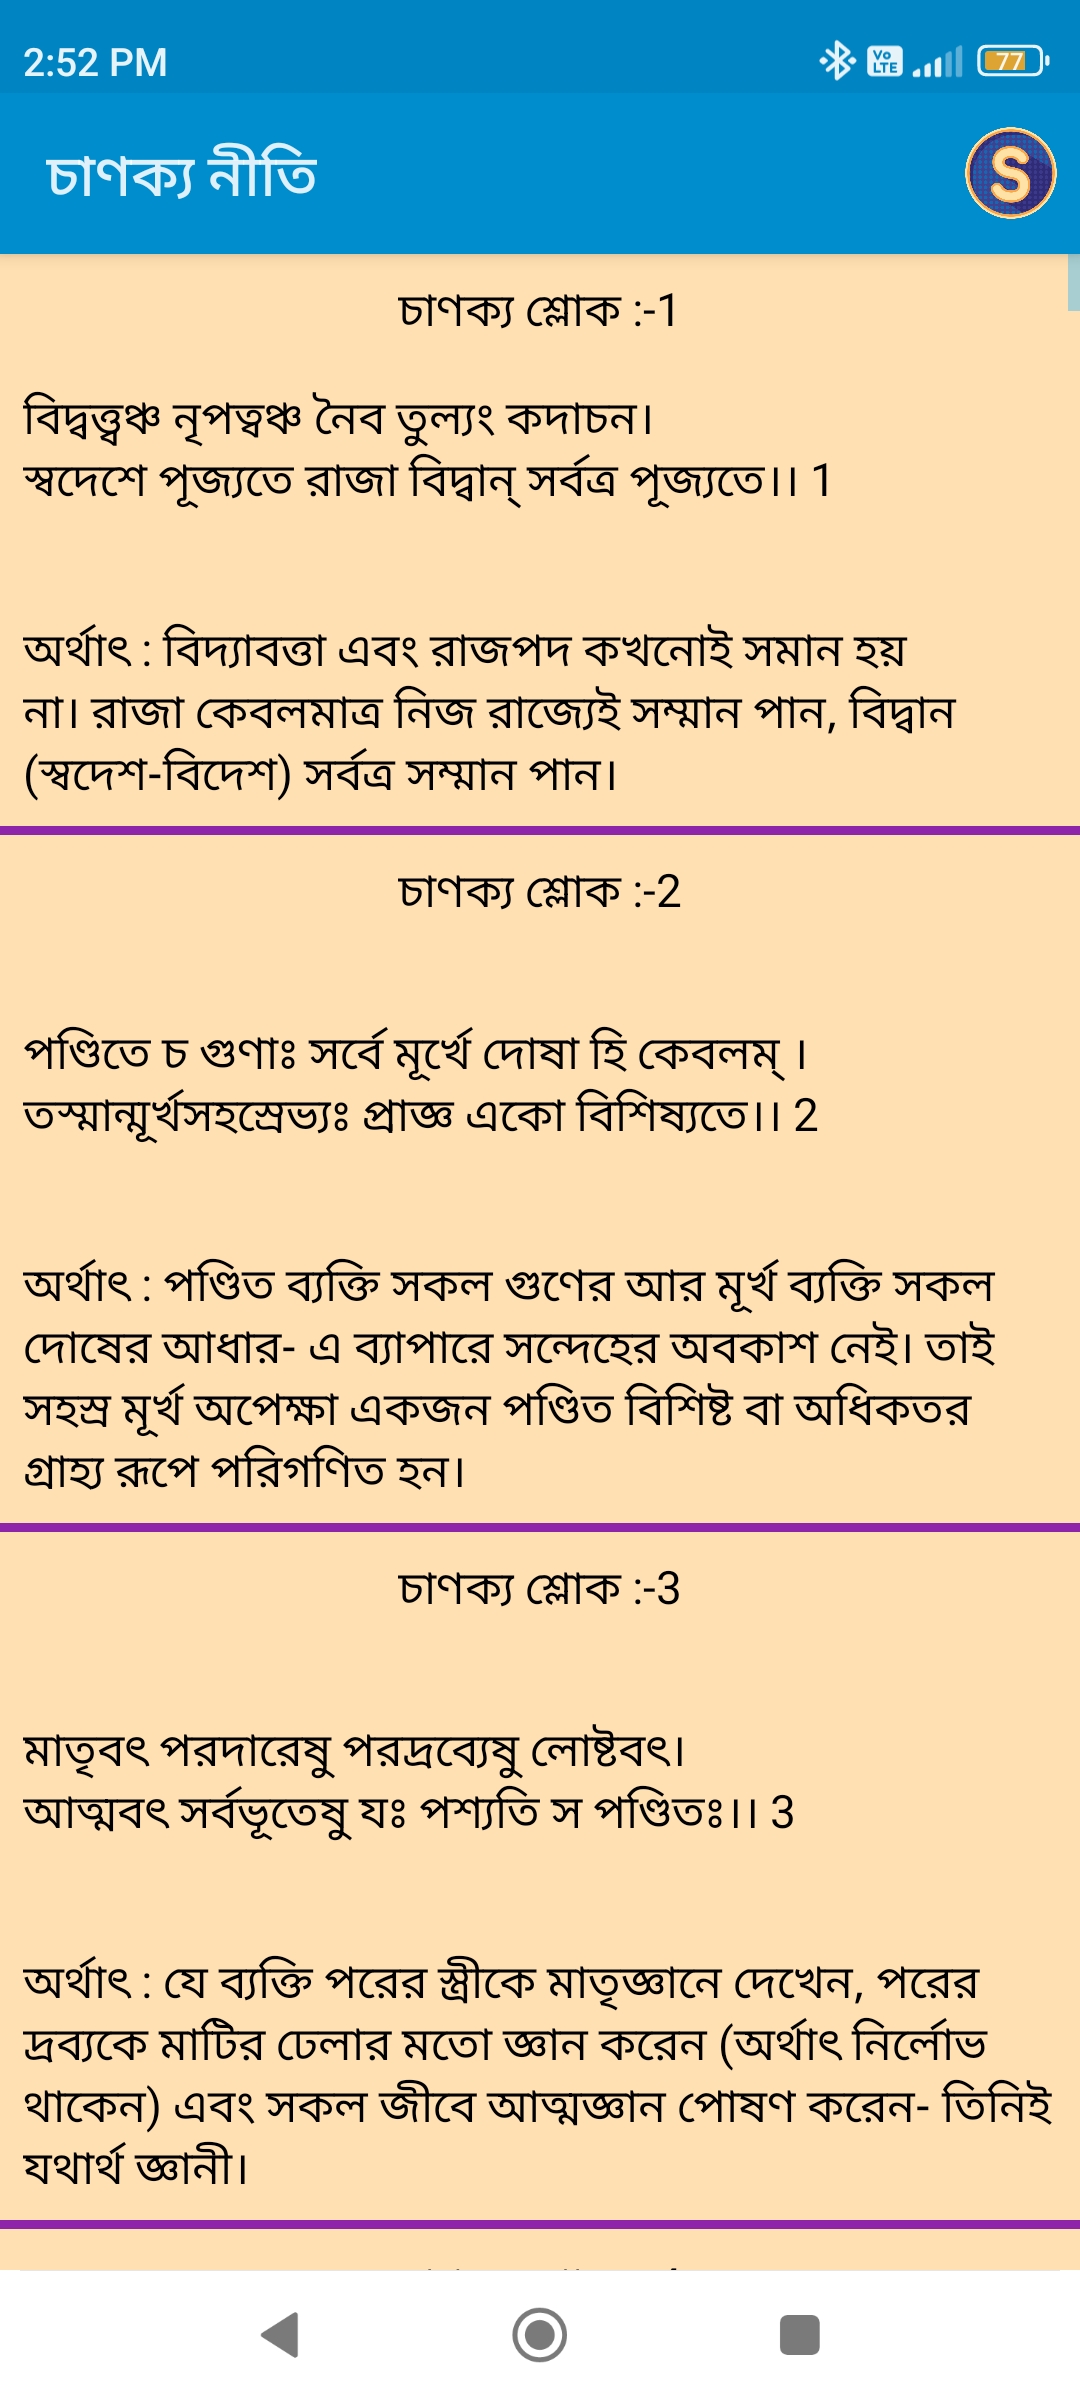 2:52 PM
Vo LTE
77
চাণক্য নীতি
S
চাণক্য শ্লোক :-1
বিদ্বত্ত্বঞ্চ নৃপত্বঞ্চ নৈব তুল্যং কদাচন।
স্বদেশে পূজ্যতে রাজা বিদ্বান্ সর্বত্র পূজ্যতে।। 1
অর্থাৎ : বিদ্যাবত্তা এবং রাজপদ কখনোই সমান হয়
না। রাজা কেবলমাত্র নিজ রাজ্যেই সম্মান পান, বিদ্বান
(স্বদেশ-বিদেশ) সর্বত্র সম্মান পান।
চাণক্য শ্লোক :-2
পণ্ডিতে চ গুণাঃ সর্বে মূর্খে দোষা হি কেবলম্ ।
তস্মান্মূর্খসহস্রেভ্যঃ প্রাজ্ঞ একো বিশিষ্যতে।। 2
অর্থাৎ : পণ্ডিত ব্যক্তি সকল গুণের আর মূর্খ ব্যক্তি সকল
দোষের আধার- এ ব্যাপারে সন্দেহের অবকাশ নেই। তাই
সহস্র মূর্খ অপেক্ষা একজন পণ্ডিত বিশিষ্ট বা অধিকতর
গ্রাহ্য রূপে পরিগণিত হন।
চাণক্য শ্লোক :-3
মাতৃবৎ পরদারেষু পরদ্রব্যেষু লোষ্টবৎ।
আত্মবৎ সর্বভূতেষু যঃ পশ্যতি স পণ্ডিতঃ।। 3
অর্থাৎ : যে ব্যক্তি পরের স্ত্রীকে মাতৃজ্ঞানে দেখেন, পরের
দ্রব্যকে মাটির ঢেলার মতো জ্ঞান করেন (অর্থাৎ নির্লোভ
থাকেন) এবং সকল জীবে আত্মজ্ঞান পোষণ করেন- তিনিই
যথার্থ জ্ঞানী।